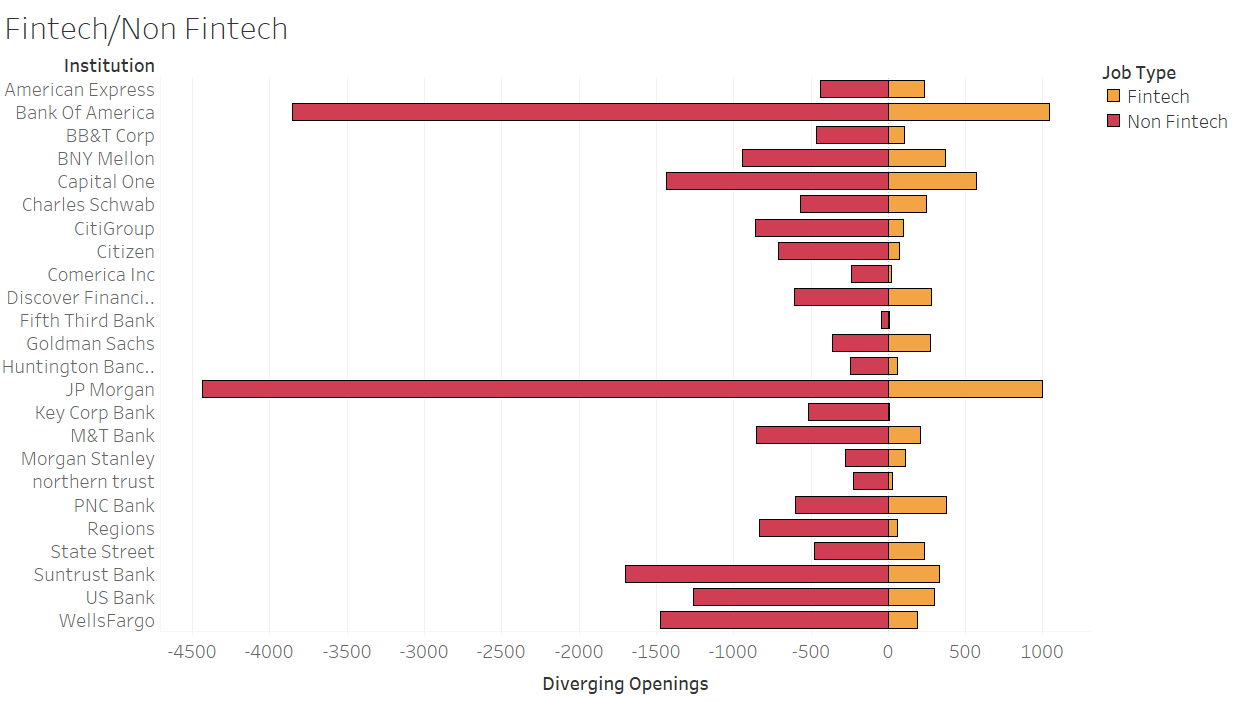 Fintech/Non Fintech
Institution
American Express
Bank Of America
BB&T Corp
BNY Mellon
Capital One
Charles Schwab
CitiGroup
Citizen
Comerica Inc
Discover Financi..
Fifth Third Bank
Goldman Sachs
Huntington Banc..
JP Morgan
Key Corp Bank
M&T Bank
Morgan Stanley
northern trust
PNC Bank
Regions
State Street
Suntrust Bank
US Bank
WellsFargo
-4500 -4000 -3500 -3000 -2500 -2000 -1500 -1000 -500 0 500 1000
Diverging Openings
Job Type
Fintech
Non Fintech